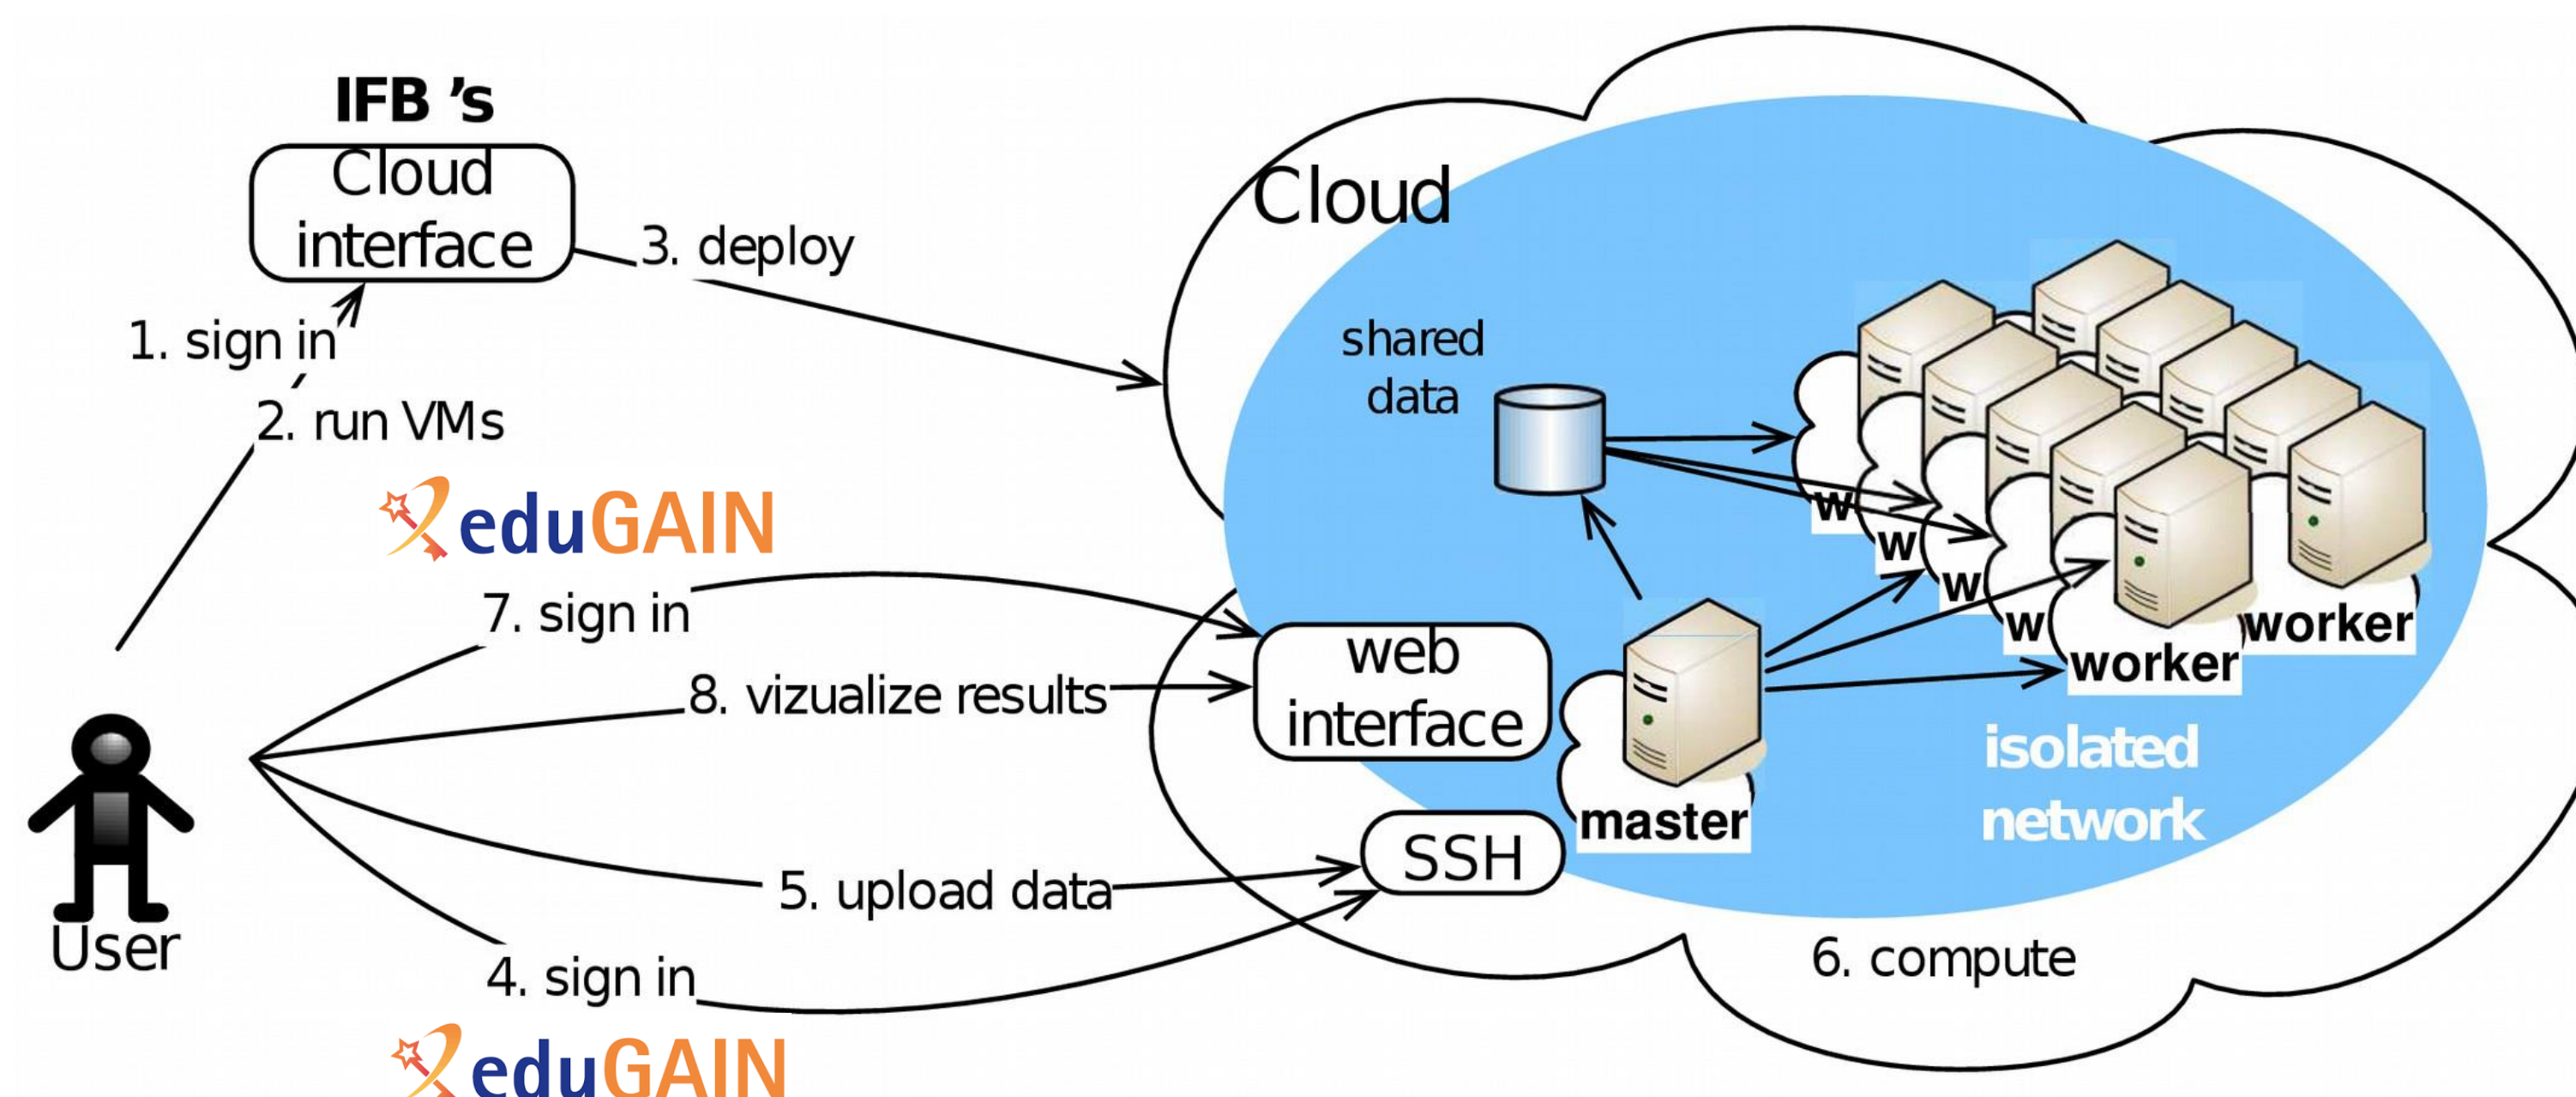 IFB 's
Cloud
interface
1. sign in
2. run VMs
3. deploy
eduGAIN
7. sign in
8. vizualize results
5. upload data
4. sign in
eduGAIN
User
Cloud
shared
data
w
w
w
w
worker
worker
web
interface
master
SSH
isolated
network
6. compute